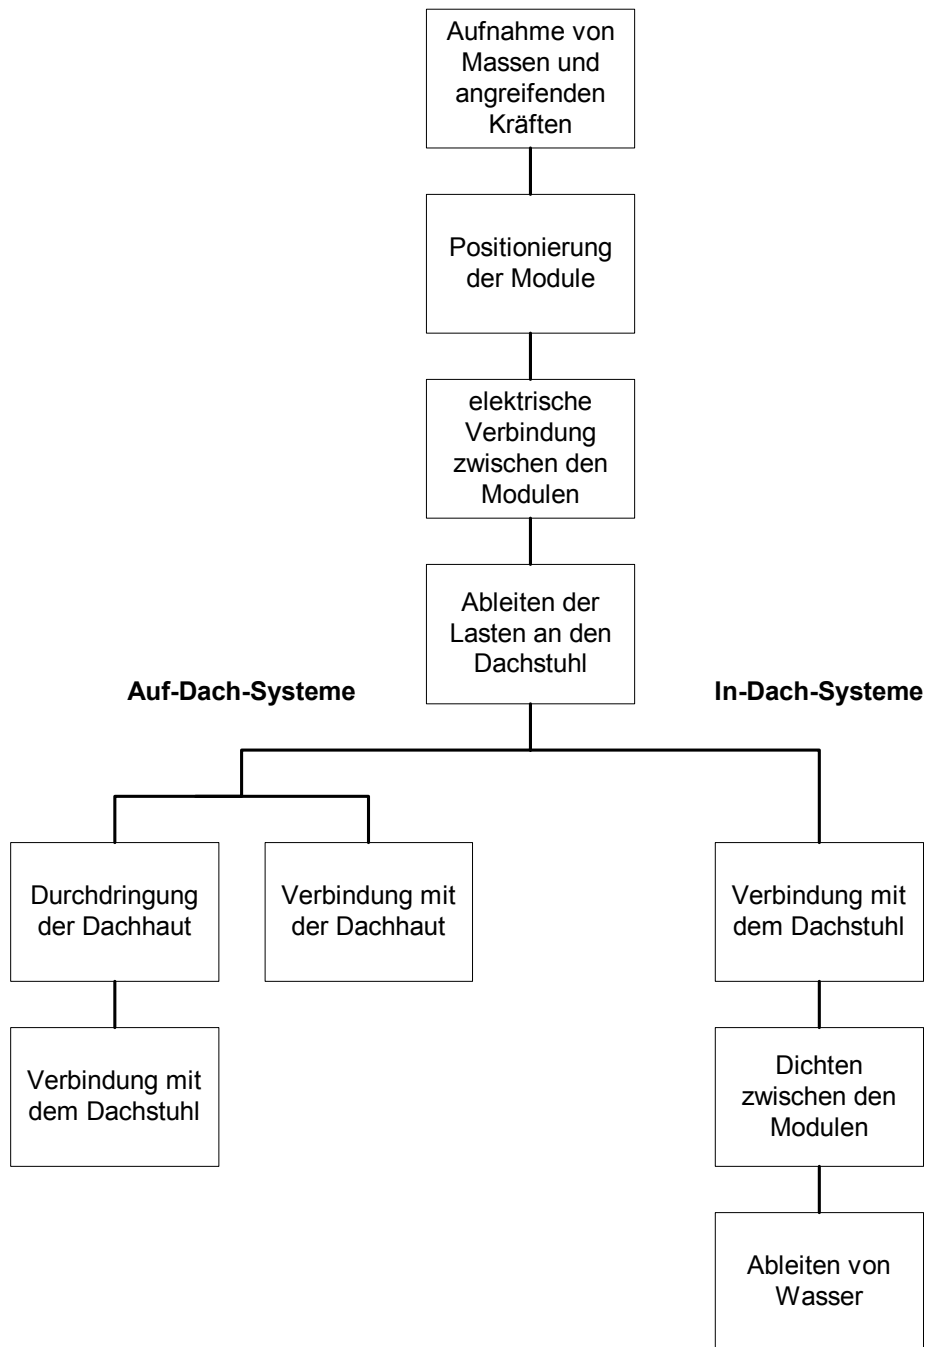 Aufnahme von
Massen und
angreifenden
Kräften
Positionierung
der Module
elektrische
Verbindung
zwischen den
Modulen
Ableiten der
Lasten an den
Dachstuhl
Auf-Dach-Systeme
In-Dach-Systeme
Durchdringung
der Dachhaut
Verbindung mit
der Dachhaut
Verbindung mit
dem Dachstuhl
Verbindung mit
dem Dachstuhl
Dichten
zwischen den
Modulen
Ableiten von
Wasser